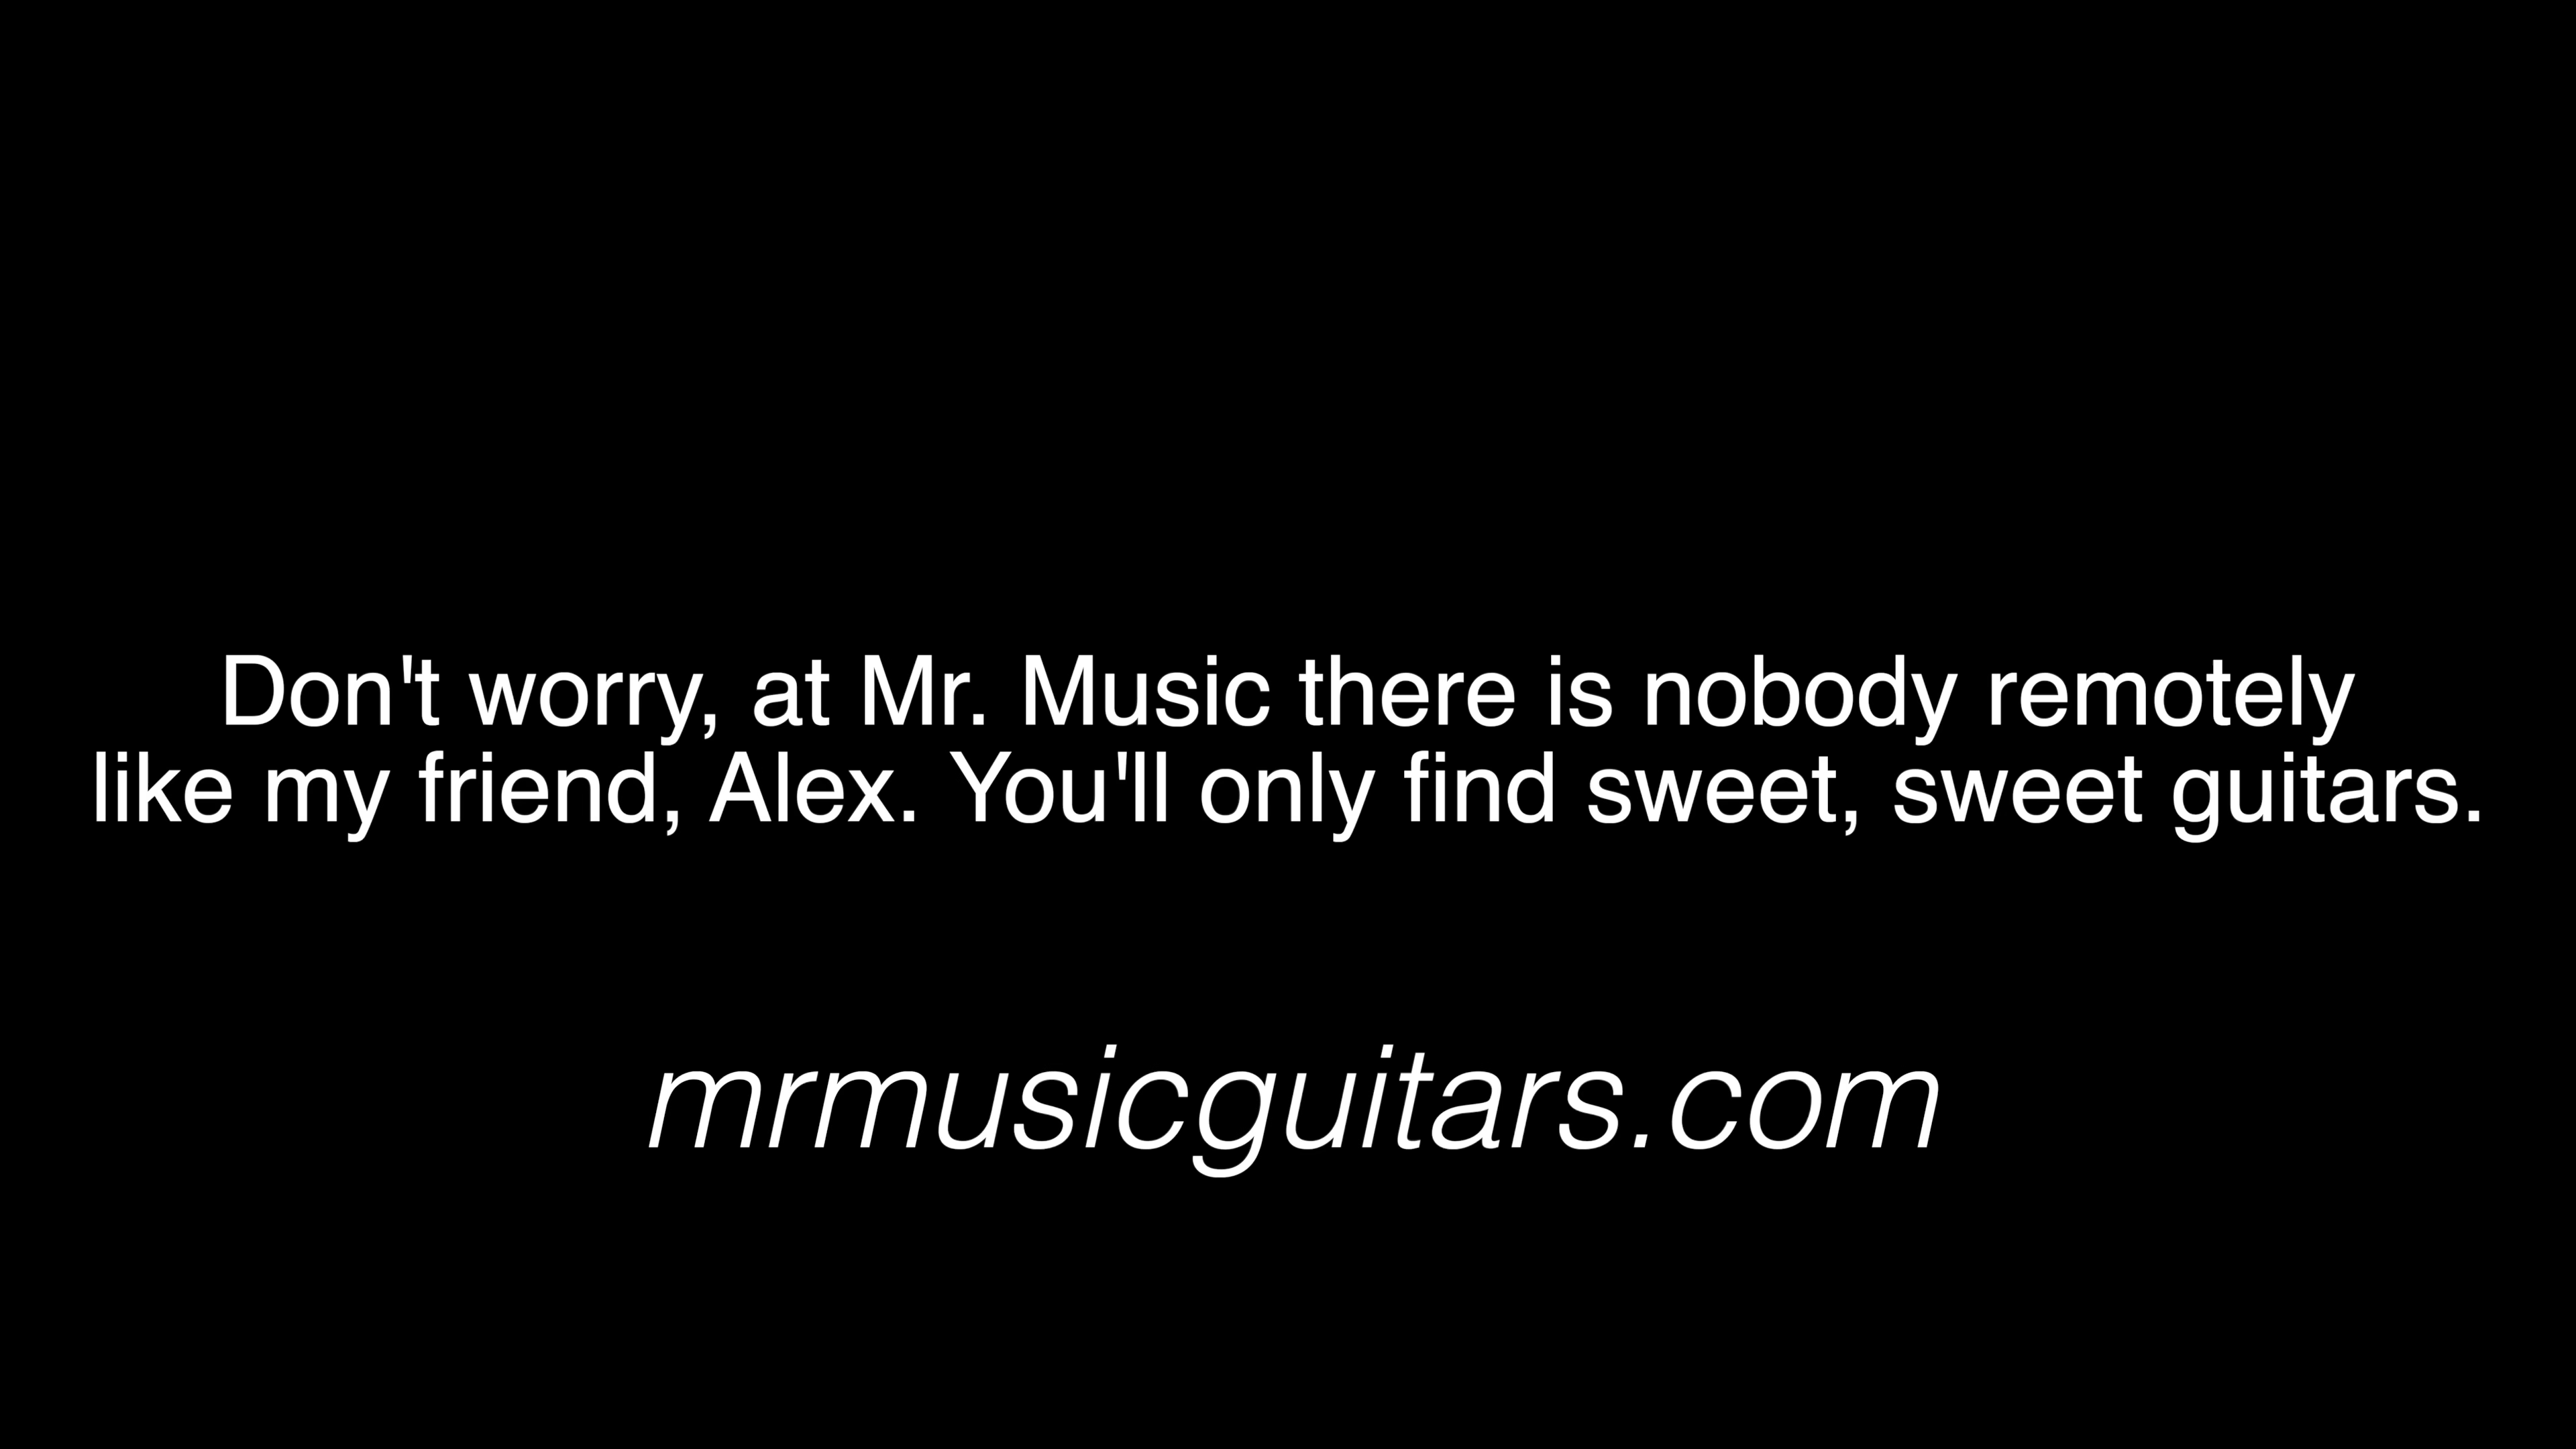 Don't worry, at Mr. Music there is nobody remotely
like my friend, Alex. You'll only find sweet, sweet guitars.
mrmusicguitars.com